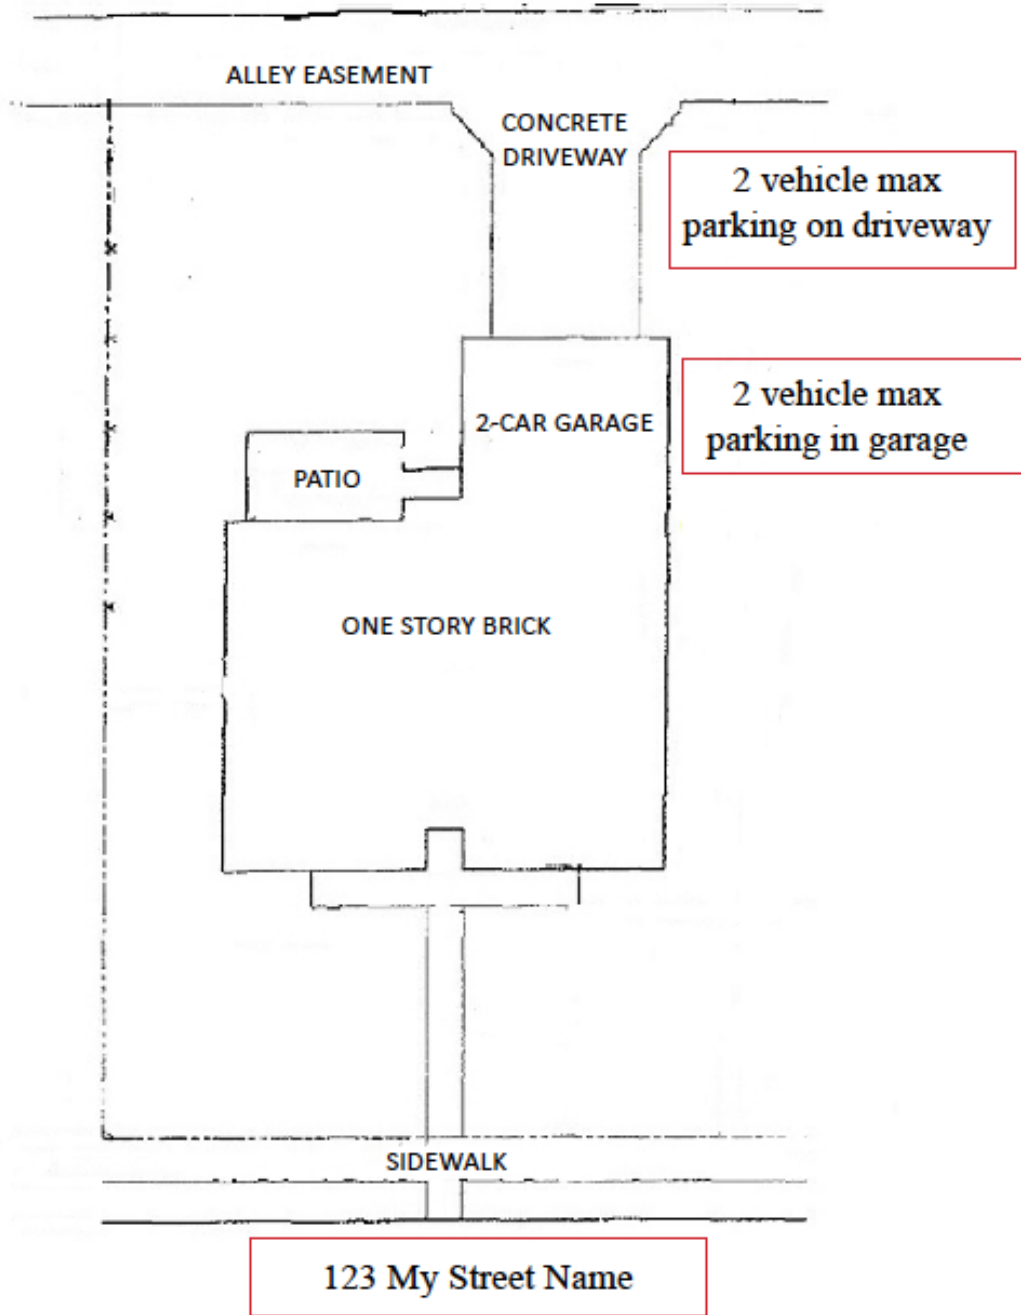 ALLEY EASEMENT
CONCRETE
DRIVEWAY
2 vehicle max
parking on driveway
2 vehicle max
parking in garage
2-CAR GARAGE
PATIO
ONE STORY BRICK
SIDEWALK
123 My Street Name